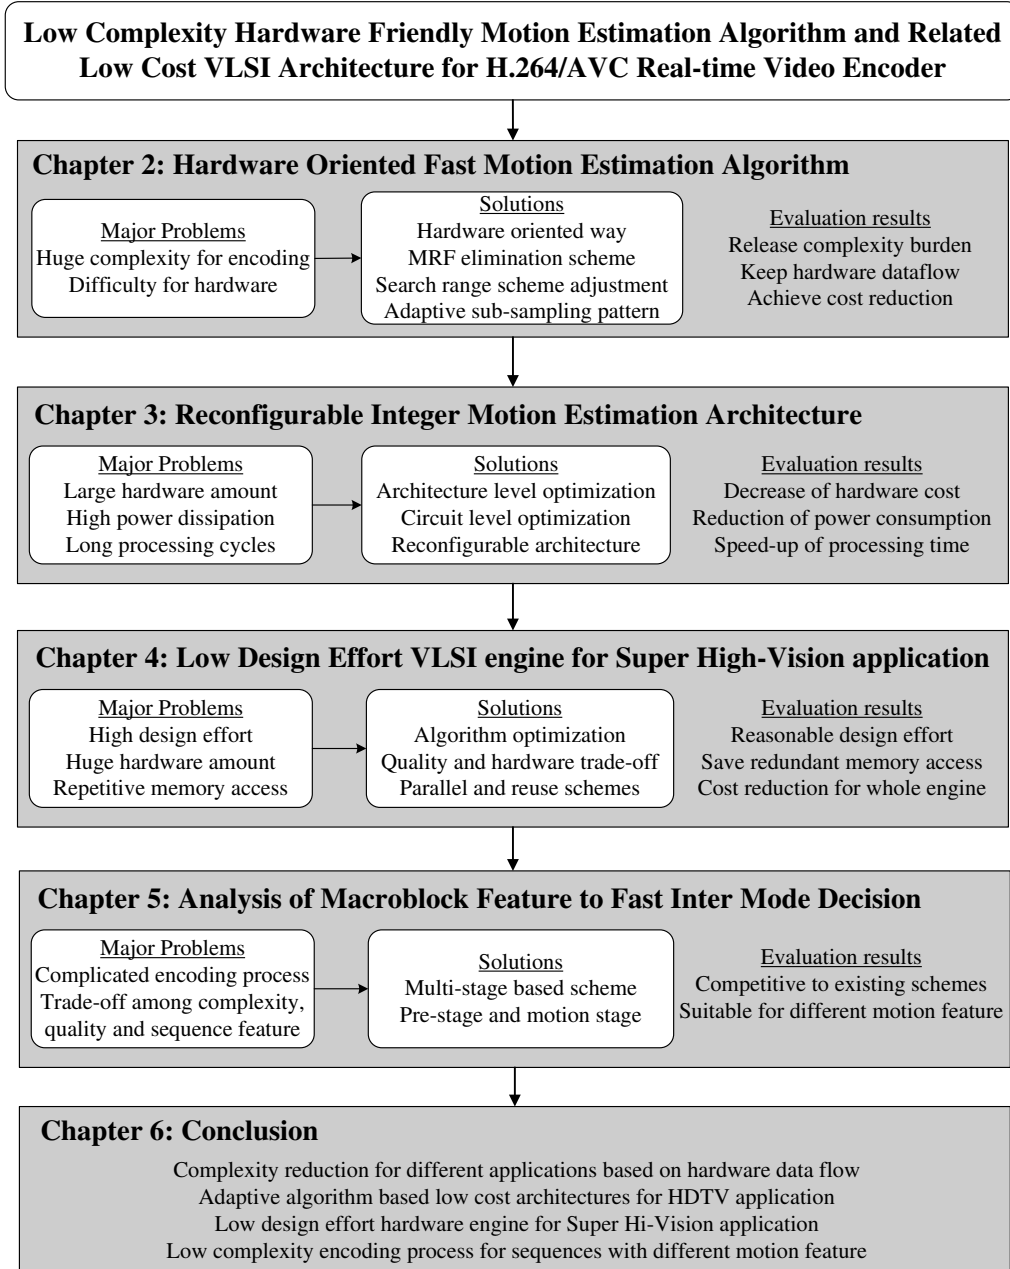 Low Complexity Hardware Friendly Motion Estimation Algorithm and Related
Low Cost VLSI Architecture for H.264/AVC Real-time Video Encoder
Chapter 2: Hardware Oriented Fast Motion Estimation Algorithm
Major Problems
Huge complexity for encoding
Difficulty for hardware
Solutions
Hardware oriented way
MRF elimination scheme
Search range scheme adjustment
Adaptive sub-sampling pattern
Evaluation results
Release complexity burden
Keep hardware dataflow
Achieve cost reduction
Chapter 3: Reconfigurable Integer Motion Estimation Architecture
Major Problems
Large hardware amount
High power dissipation
Long processing cycles
Solutions
Architecture level optimization
Circuit level optimization
Reconfigurable architecture
Evaluation results
Decrease of hardware cost
Reduction of power consumption
Speed-up of processing time
Chapter 4: Low Design Effort VLSI engine for Super High-Vision application
Major Problems
High design effort
Huge hardware amount
Repetitive memory access
Solutions
Algorithm optimization
Quality and hardware trade-off
Parallel and reuse schemes
Evaluation results
Reasonable design effort
Save redundant memory access
Cost reduction for whole engine
Chapter 5: Analysis of Macroblock Feature to Fast Inter Mode Decision
Major Problems
Complicated encoding process
Trade-off among complexity,
quality and sequence feature
Solutions
Multi-stage based scheme
Pre-stage and motion stage
Evaluation results
Competitive to existing schemes
Suitable for different motion feature
Chapter 6: Conclusion
Complexity reduction for different applications based on hardware data flow
Adaptive algorithm based low cost architectures for HDTV application
Low design effort hardware engine for Super Hi-Vision application
Low complexity encoding process for sequences with different motion feature